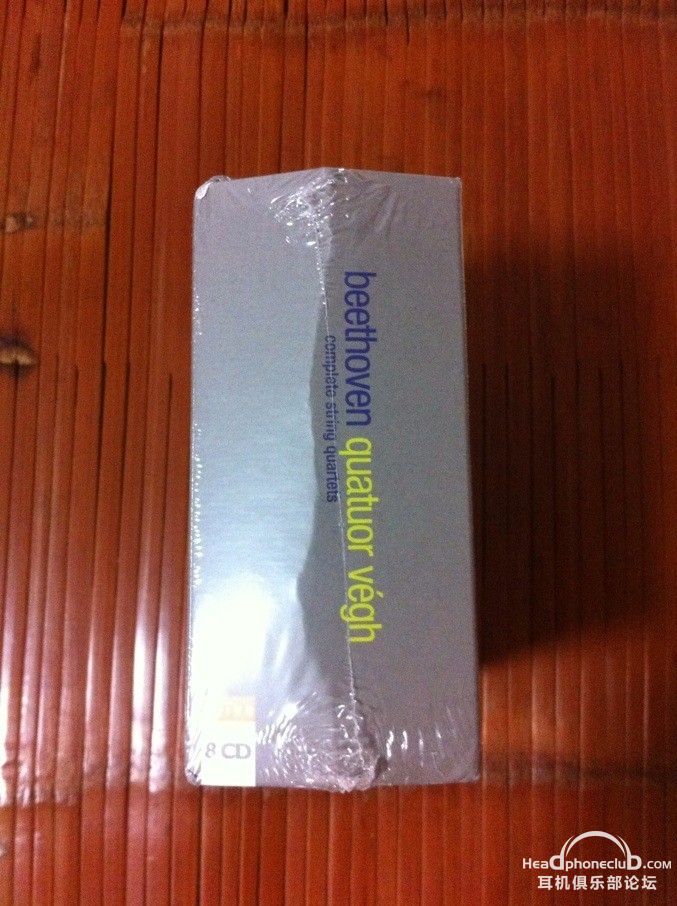 beethoven quatuor végh
complete string quartets
8 CD
Headphoneclub.com
耳机俱乐部论坛